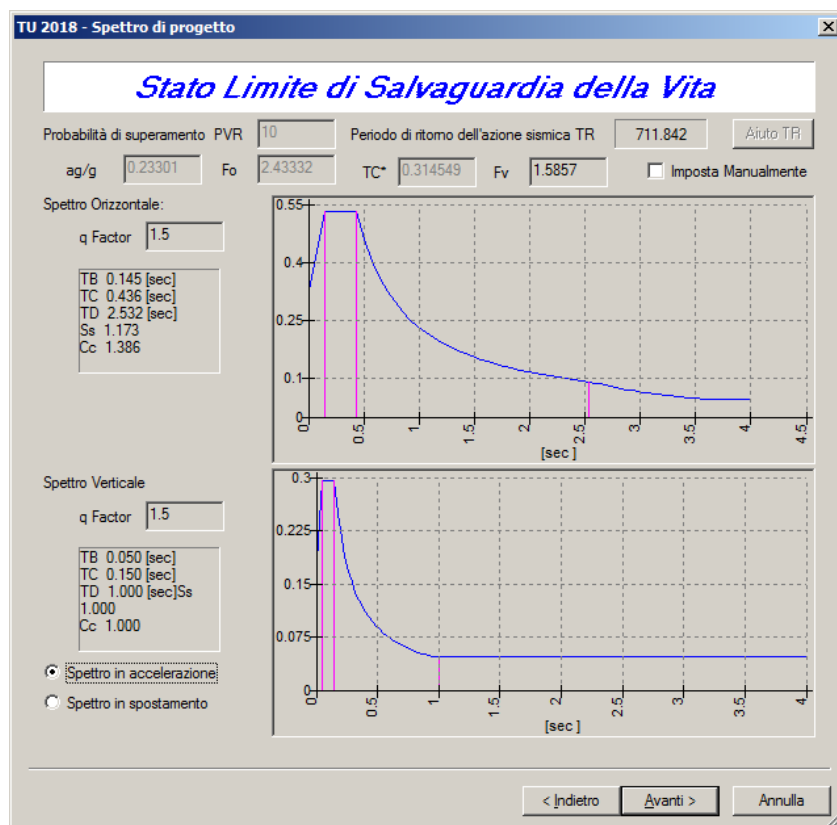 TU 2018 - Spettro di progetto
Stato Limite di Salvaguardia della Vita
Probabilità di superamento PVR 10 Periodo di ritorno dell'azione sismica TR 711.842 Aiuto TR
ag/g 0.23301 Fo 2.43332 TC* 0.314549 Fv 1.5857 Imposta Manualmente
Spettro Orizzontale:
q Factor 1.5
TB 0.145 [sec]
TC 0.436 [sec]
TD 2.532 [sec]
Ss 1.173
Cc 1.386
0.55
0.4
0.25
0.1
0
0 0.5 1 1.5 2 2.5 3 3.5 4 4.5
[sec ]
Spettro Verticale
q Factor 1.5
TB 0.050 [sec]
TC 0.150 [sec]
TD 1.000 [sec]Ss
1.000
Cc 1.000
0.3
0.225
0.15
0.075
0
0 0.5 1 1.5 2 2.5 3 3.5 4
[sec ]
Spettro in accelerazione
Spettro in spostamento
< Indietro Avanti > Annulla